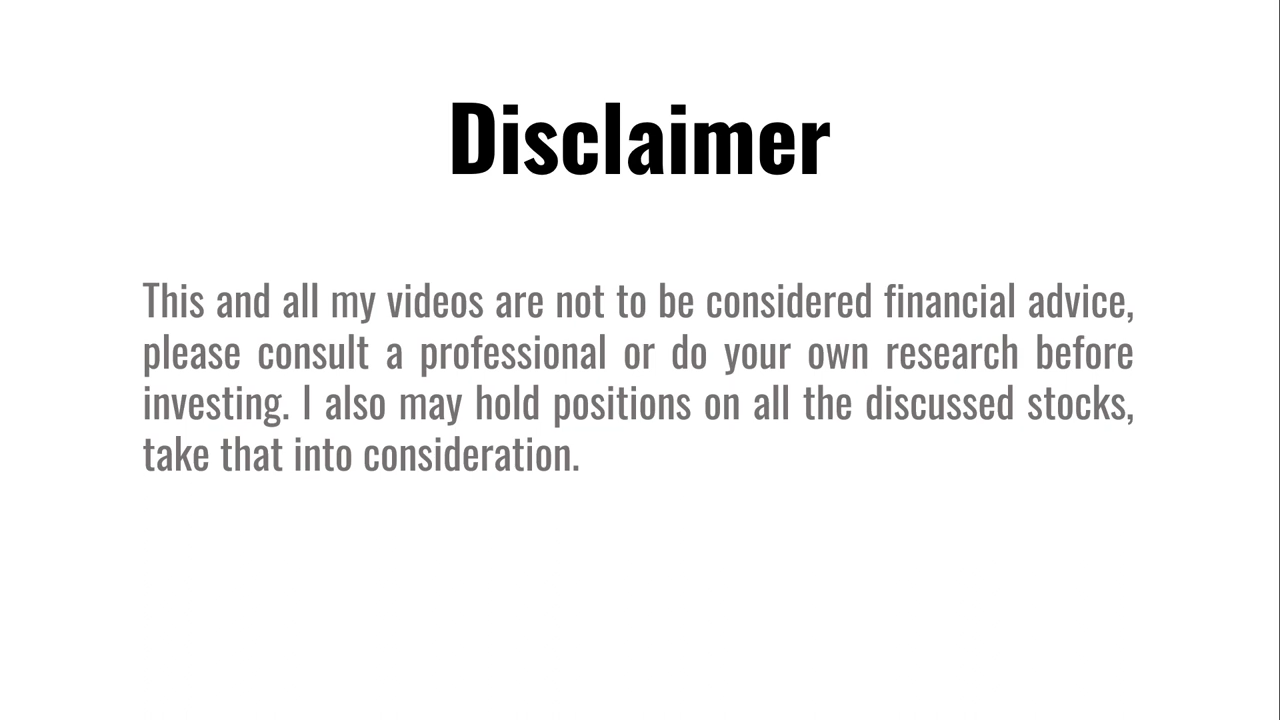 Disclaimer
This and all my videos are not to be considered financial advice,
please consult a professional or do your own research before
investing. I also may hold positions on all the discussed stocks,
take that into consideration.